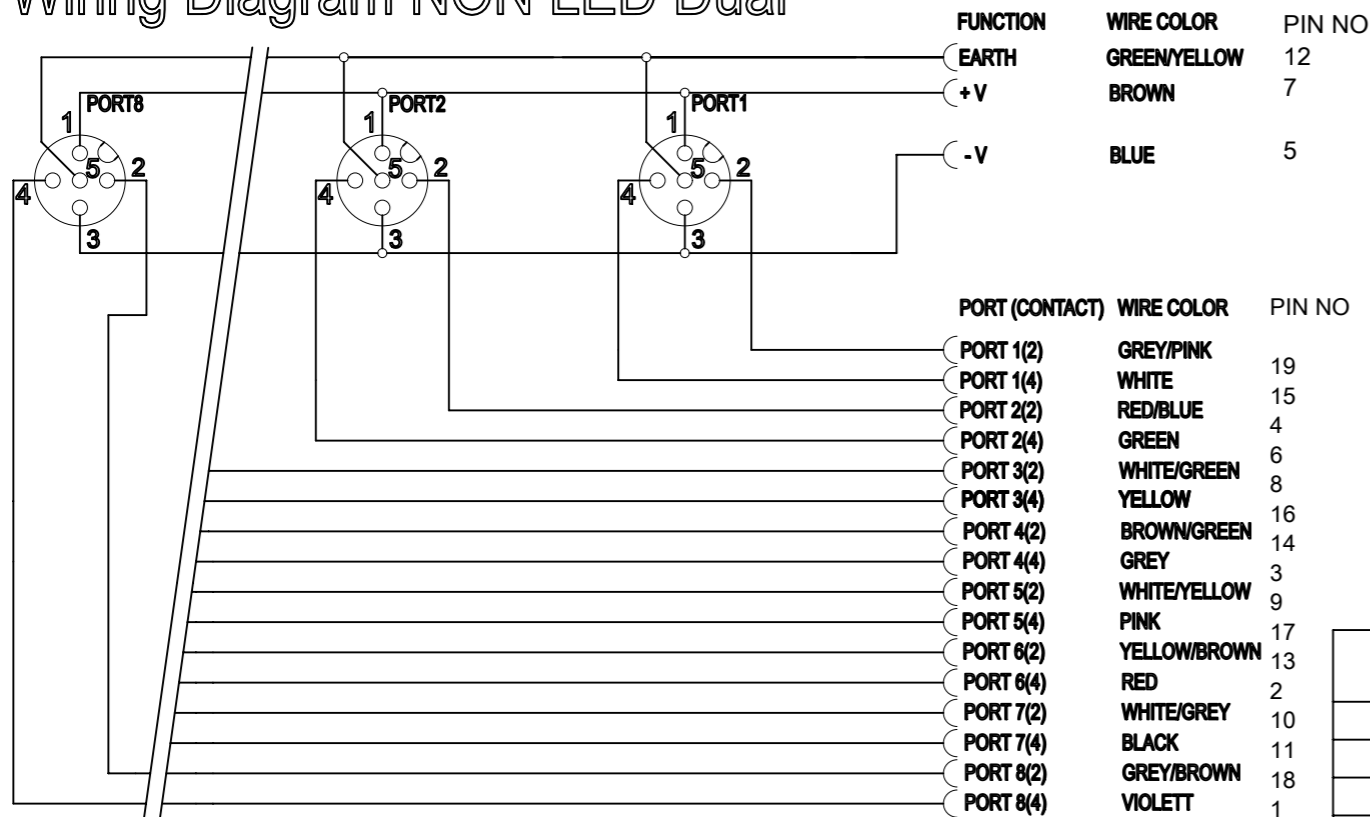 Wiring Diagram NON LED Dual
FUNCTION WIRE COLOR PIN NO
EARTH GREEN/YELLOW 12
+ V BROWN 7
- V BLUE 5
PORT8 PORT2 PORT1
1 1 1
5 2 5 2 5 2
4 4 4
3 3 3
PORT (CONTACT) WIRE COLOR PIN NO
PORT 1(2) GREY/PINK 19
PORT 1(4) WHITE 15
PORT 2(2) RED/BLUE 4
PORT 2(4) GREEN 6
PORT 3(2) WHITE/GREEN 8
PORT 3(4) YELLOW 16
PORT 4(2) BROWN/GREEN 14
PORT 4(4) GREY 3
PORT 5(2) WHITE/YELLOW 9
PORT 5(4) PINK 17
PORT 6(2) YELLOW/BROWN 13
PORT 6(4) RED 2
PORT 7(2) WHITE/GREY 10
PORT 7(4) BLACK 11
PORT 8(2) GREY/BROWN 18
PORT 8(4) VIOLETT 1